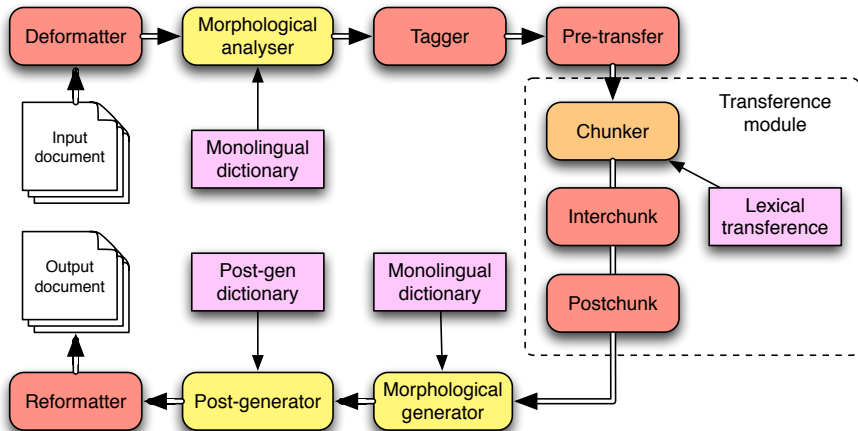 Deformatter
Morphological
analyser
Tagger
Pre-transfer
Input
document
Monolingual
dictionary
Transference
module
Chunker
Interchunk
Lexical
transference
Postchunk
Output
document
Post-gen
dictionary
Monolingual
dictionary
Reformatter
Post-generator
Morphological
generator